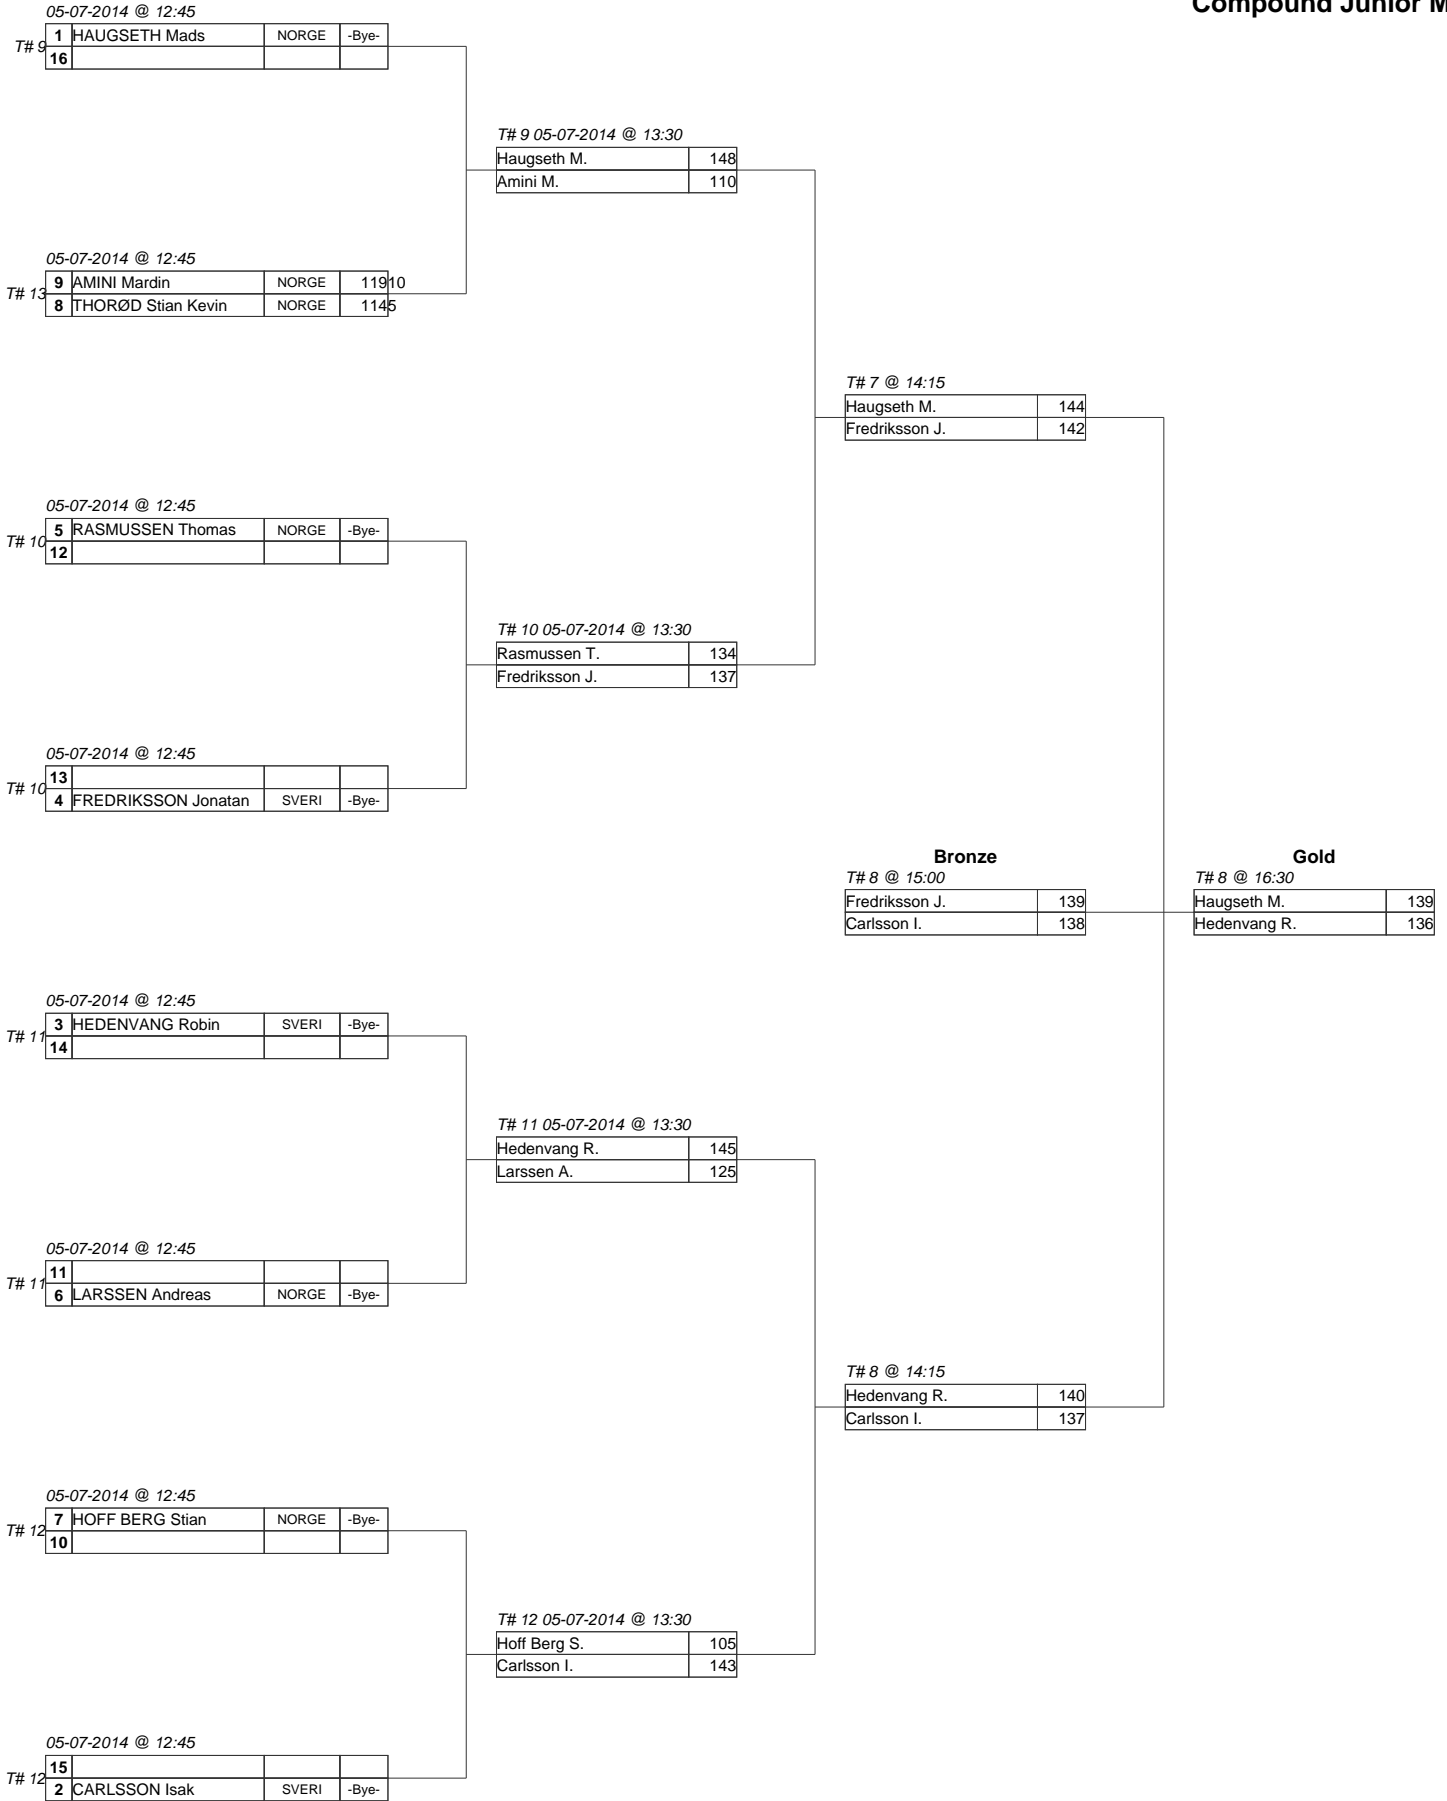 Compound Junior M
05-07-2014 @ 12:45
T# 9
1 HAUGSETH Mads NORGE -Bye-
16
T# 9 05-07-2014 @ 13:30
Haugseth M. 148
Amini M. 110
05-07-2014 @ 12:45
T# 13
9 AMINI Mardin NORGE 119 10
8 THORØD Stian Kevin NORGE 114 5
T# 7 @ 14:15
Haugseth M. 144
Fredriksson J. 142
05-07-2014 @ 12:45
T# 10
5 RASMUSSEN Thomas NORGE -Bye-
12
T# 10 05-07-2014 @ 13:30
Rasmussen T. 134
Fredriksson J. 137
05-07-2014 @ 12:45
T# 10
13
4 FREDRIKSSON Jonatan SVERI -Bye-
Bronze
T# 8 @ 15:00
Fredriksson J. 139
Carlsson I. 138
Gold
T# 8 @ 16:30
Haugseth M. 139
Hedenvang R. 136
05-07-2014 @ 12:45
T# 11
3 HEDENVANG Robin SVERI -Bye-
14
T# 11 05-07-2014 @ 13:30
Hedenvang R. 145
Larssen A. 125
05-07-2014 @ 12:45
T# 11
11
6 LARSSEN Andreas NORGE -Bye-
T# 8 @ 14:15
Hedenvang R. 140
Carlsson I. 137
05-07-2014 @ 12:45
T# 12
7 HOFF BERG Stian NORGE -Bye-
10
T# 12 05-07-2014 @ 13:30
Hoff Berg S. 105
Carlsson I. 143
05-07-2014 @ 12:45
T# 12
15
2 CARLSSON Isak SVERI -Bye-